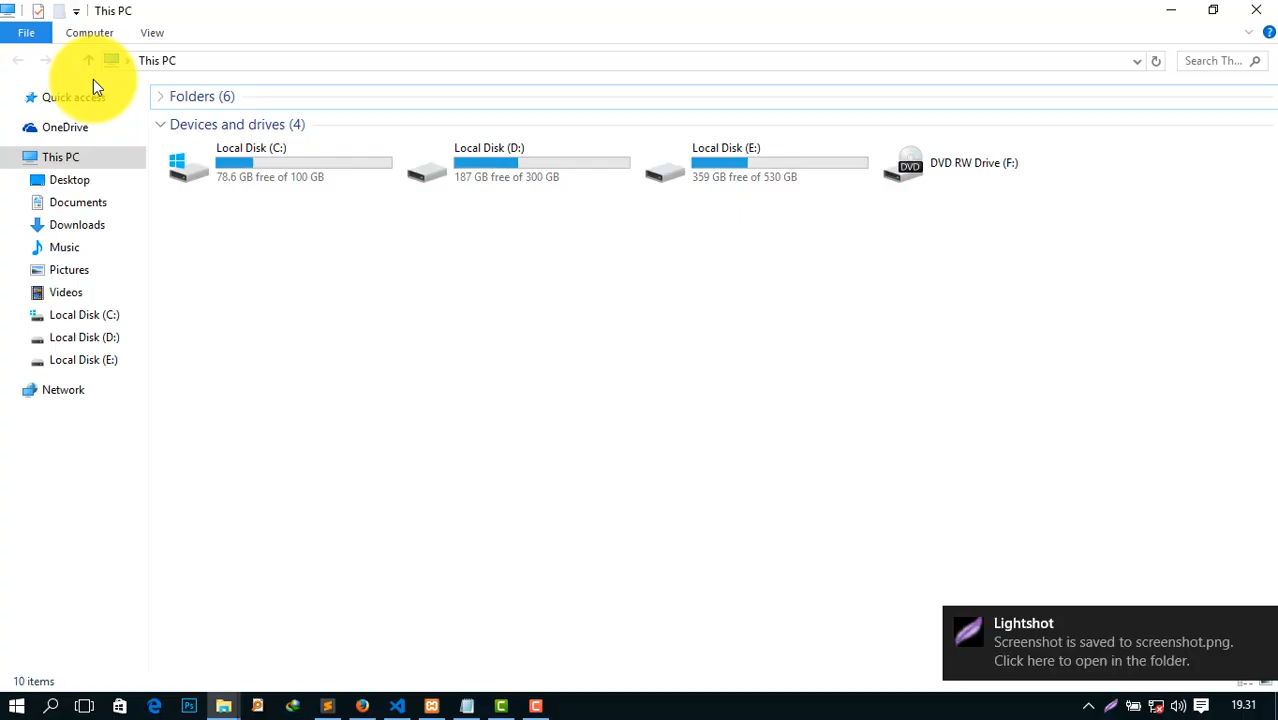 This PC
File Computer View
This PC
Search Th...
Quick access
OneDrive
This PC
Desktop
Documents
Downloads
Music
Pictures
Videos
Local Disk (C:)
Local Disk (D:)
Local Disk (E:)
Network
Folders (6)
Devices and drives (4)
Local Disk (C:)
78.6 GB free of 100 GB
Local Disk (D:)
187 GB free of 300 GB
Local Disk (E:)
359 GB free of 530 GB
DVD
DVD RW Drive (F:)
Lightshot
Screenshot is saved to screenshot.png.
Click here to open in the folder.
10 items
Ps
19.31